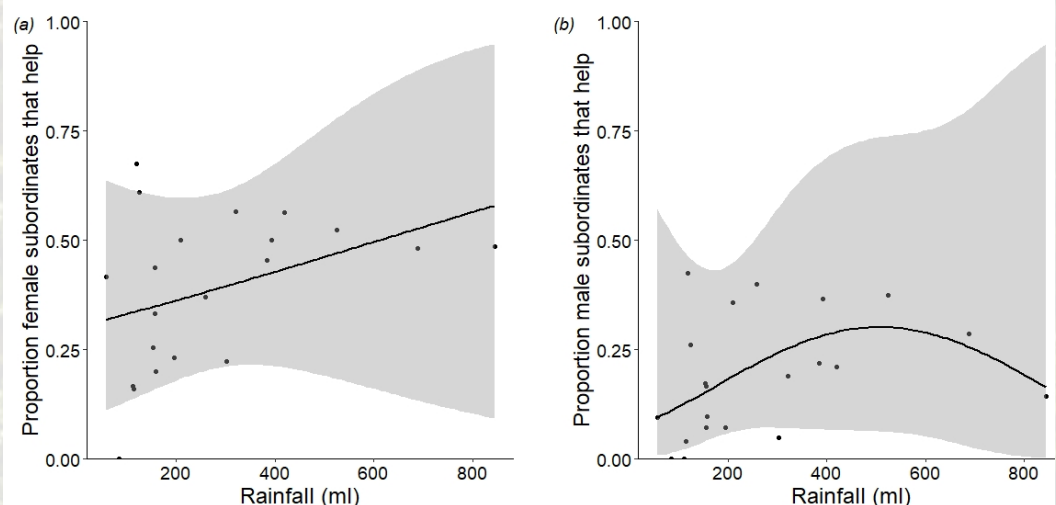 (a)
Proportion female subordinates that help
1.00
0.75
0.50
0.25
0.00
200 400 600 800
Rainfall (ml)
(b)
Proportion male subordinates that help
1.00
0.75
0.50
0.25
0.00
200 400 600 800
Rainfall (ml)